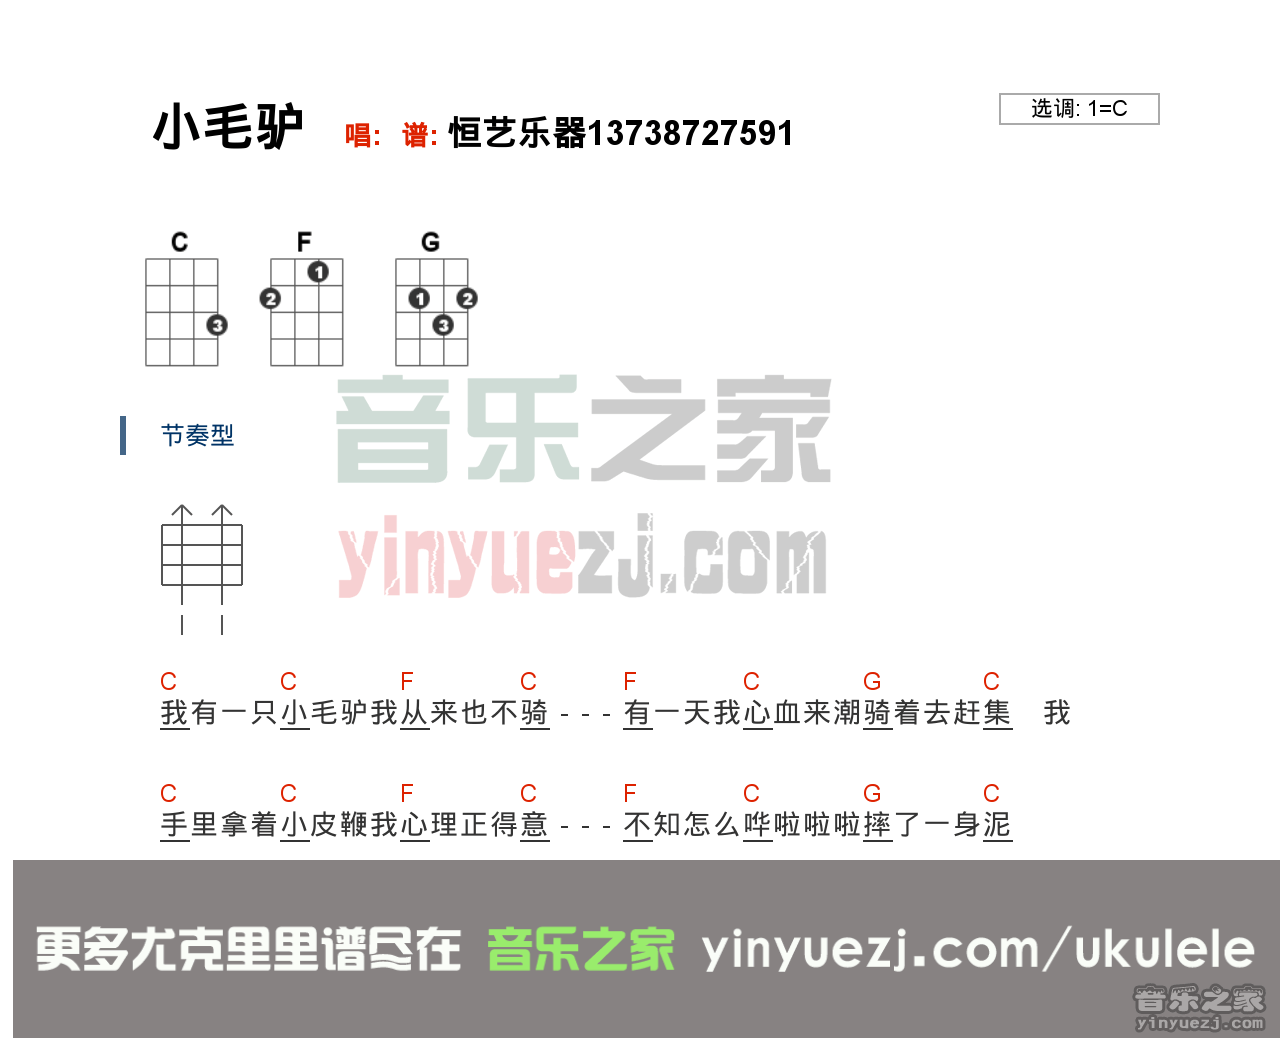 小毛驴 唱: 谱: 恒艺乐器13738727591
选调: 1=C
C F G
1 2 3 1 2 3 3
音乐之家
节奏型
yinyuezj.com
C C F C F C G C
我有一只小毛驴我从来也不骑 - - - 有一天我心血来潮骑着去赶集 我
C C F C F C G C
手里拿着小皮鞭我心理正得意 - - - 不知怎么哗啦啦啦摔了一身泥
更多尤克里里谱尽在 音乐之家 yinyuezj.com/ukulele
音乐之家
yinyuezj.com